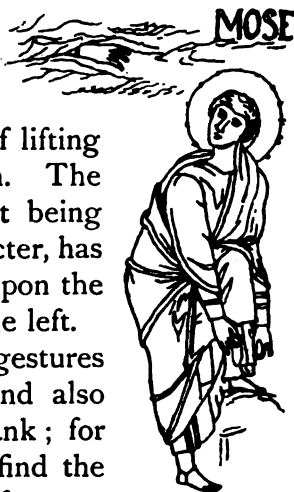 MOSE
f lifting
The
t being
cter, has
pon the
e left.
gestures
nd also
nk ; for
find the